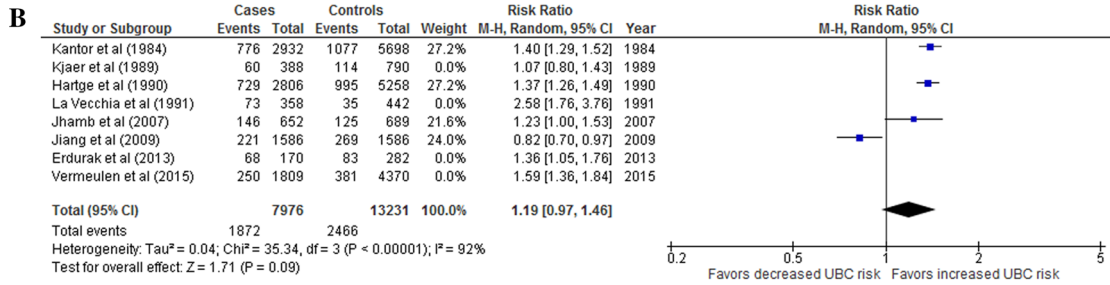 B
Cases Controls Risk Ratio Risk Ratio
Study or Subgroup Events Total Events Total Weight M-H, Random, 95% CI Year M-H, Random, 95% CI
Kantor et al (1984) 776 2932 1077 5698 27.2% 1.40 [1.29, 1.52] 1984
Kjaer et al (1989) 60 388 114 790 0.0% 1.07 [0.80, 1.43] 1989
Hartge et al (1990) 729 2806 995 5258 27.2% 1.37 [1.26, 1.49] 1990
La Vecchia et al (1991) 73 358 35 442 0.0% 2.58 [1.76, 3.76] 1991
Jhamb et al (2007) 146 652 125 689 21.6% 1.23 [1.00, 1.53] 2007
Jiang et al (2009) 221 1586 269 1586 24.0% 0.82 [0.70, 0.97] 2009
Erdurak et al (2013) 68 170 83 282 0.0% 1.36 [1.05, 1.76] 2013
Vermeulen et al (2015) 250 1809 381 4370 0.0% 1.59 [1.36, 1.84] 2015
Total (95% CI) 7976 13231 100.0% 1.19 [0.97, 1.46]
Total events 1872 2466
Heterogeneity: Tau² = 0.04; Chi² = 35.34, df = 3 (P < 0.00001); I² = 92%
Test for overall effect: Z = 1.71 (P = 0.09)
0.2 0.5 1 2 5
Favors decreased UBC risk Favors increased UBC risk